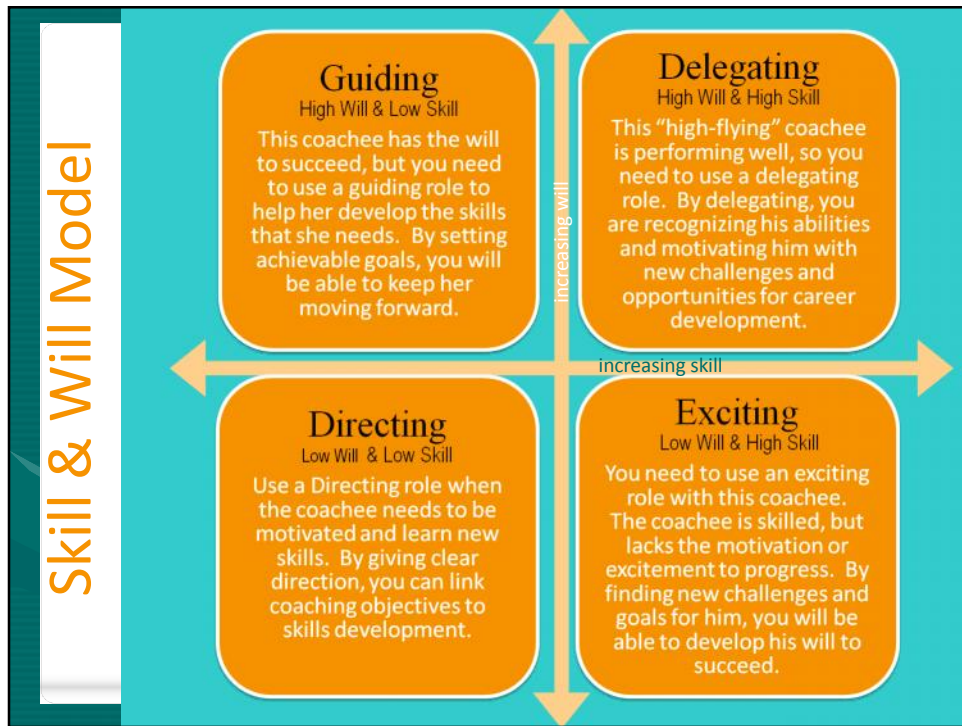 Skill & Will Model
Guiding
High Will & Low Skill
This coachee has the will
to succeed, but you need
to use a guiding role to
help her develop the skills
that she needs.  By setting
achievable goals, you will
be able to keep her
moving forward.
Delegating
High Will & High Skill
This “high-flying” coachee
is performing well, so you
need to use a delegating
role.  By delegating, you
are recognizing his abilities
and motivating him with
new challenges and
opportunities for career
development.
increasing will
increasing skill
Directing
Low Will & Low Skill
Use a Directing role when
the coachee needs to be
motivated and learn new
skills.  By giving clear
direction, you can link
coaching objectives to
skills development.
Exciting
Low Will & High Skill
You need to use an exciting
role with this coachee.
The coachee is skilled, but
lacks the motivation or
excitement to progress.  By
finding new challenges and
goals for him, you will be
able to develop his will to
succeed.